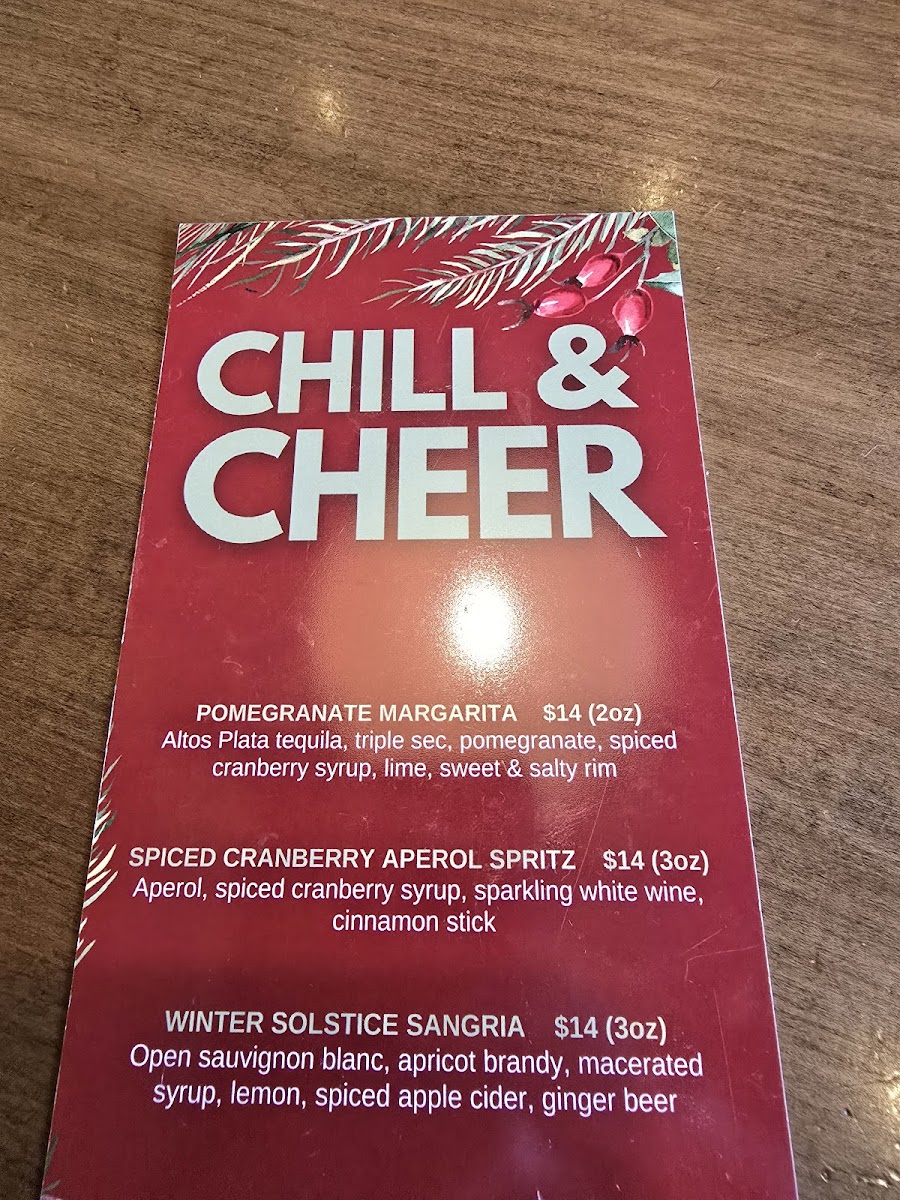 CHILL &
CHEER
POMEGRANATE MARGARITA $14 (2oz)
Altos Plata tequila, triple sec, pomegranate, spiced
cranberry syrup, lime, sweet & salty rim
SPICED CRANBERRY APEROL SPRITZ $14 (3oz)
Aperol, spiced cranberry syrup, sparkling white wine,
cinnamon stick
WINTER SOLSTICE SANGRIA $14 (3oz)
Open sauvignon blanc, apricot brandy, macerated
syrup, lemon, spiced apple cider, ginger beer